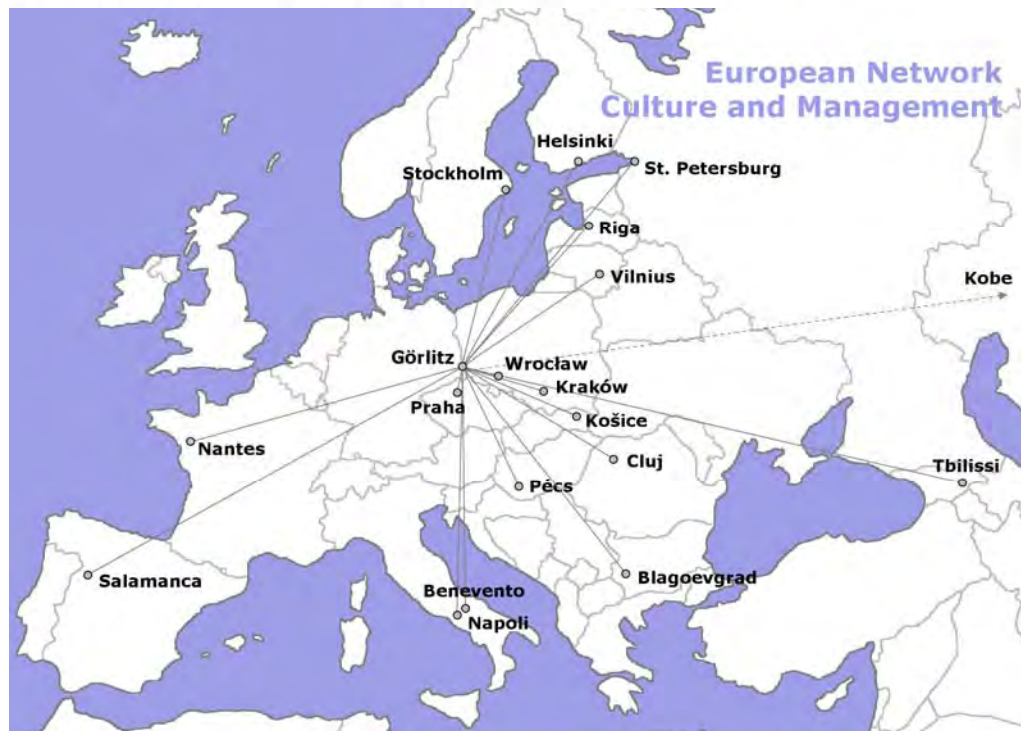 European Network
Culture and Management
Helsinki
St. Petersburg
Stockholm
Riga
Vilnius
Kobe
Görlitz
Wrocław
Kraków
Praha
Košice
Nantes
Cluj
Tbilissi
Pécs
Salamanca
Blagoevgrad
Benevento
Napoli